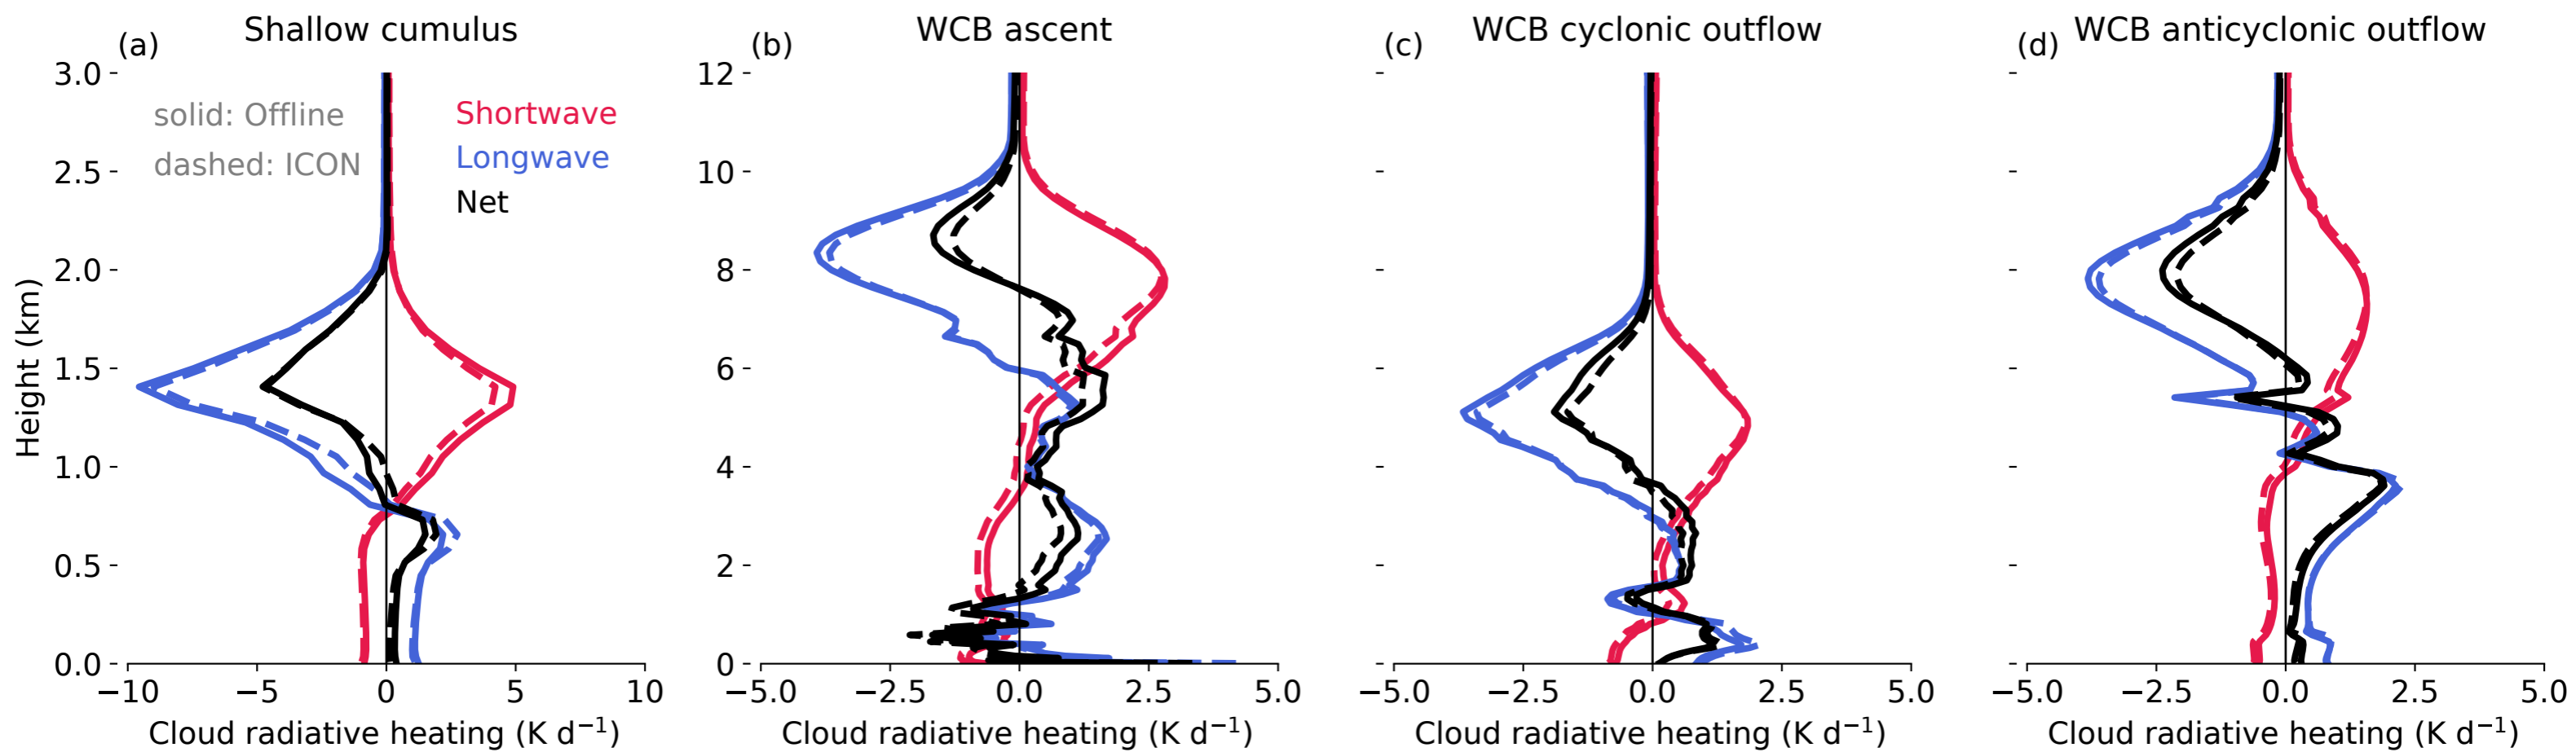 (a) Shallow cumulus
(b) WCB ascent
(c) WCB cyclonic outflow
(d) WCB anticyclonic outflow
solid: Offline
dashed: ICON
Shortwave
Longwave
Net
Height (km)
3.0
2.5
2.0
1.5
1.0
0.5
0.0
−10 −5 0 5 10
Cloud radiative heating (K d⁻¹)
12
10
8
6
4
2
0
−5.0 −2.5 0.0 2.5 5.0
Cloud radiative heating (K d⁻¹)
−5.0 −2.5 0.0 2.5 5.0
Cloud radiative heating (K d⁻¹)
−5.0 −2.5 0.0 2.5 5.0
Cloud radiative heating (K d⁻¹)